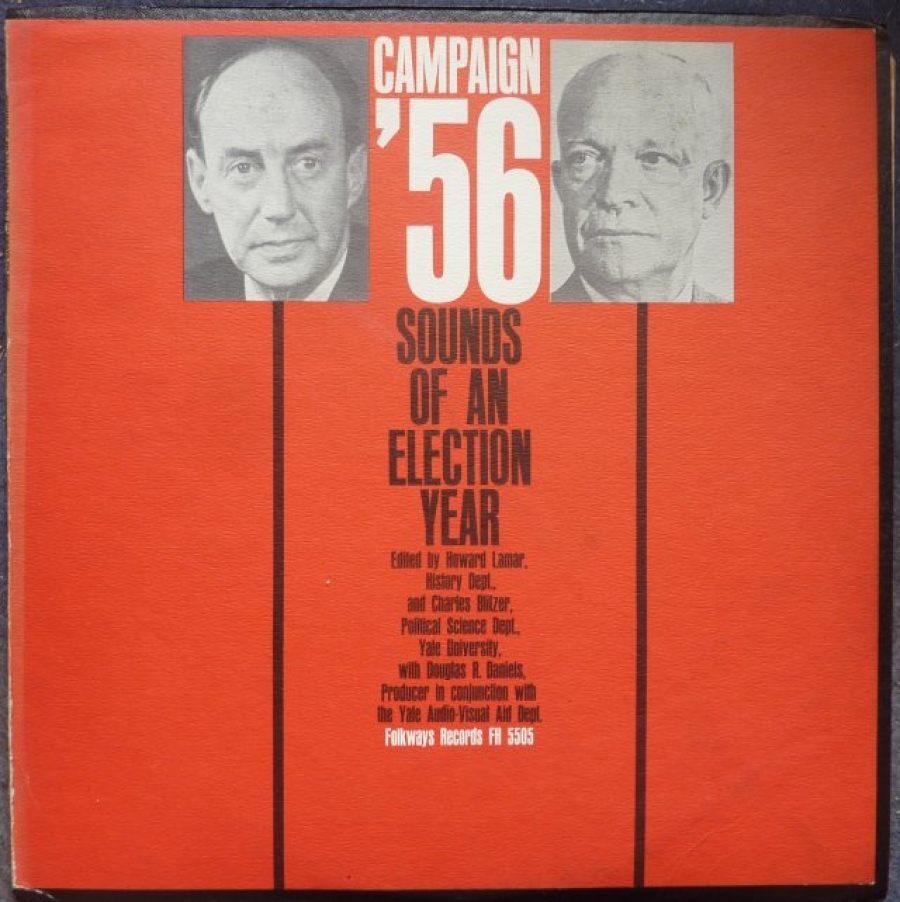 CAMPAIGN
'56
SOUNDS
OF AN
ELECTION
YEAR
Edited by Howard Lamar,
History Dept.,
and Charles Blitzer,
Political Science Dept.,
Yale University,
with Douglas R. Daniels,
Producer in conjunction with
the Yale Audio-Visual Aid Dept.
Folkways Records FH 5505